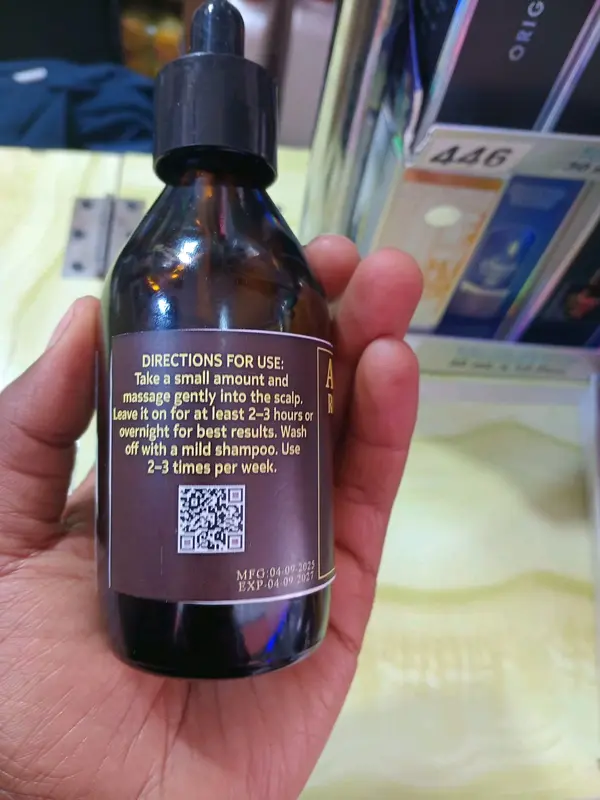 ORIG
446
DIRECTIONS FOR USE:
Take a small amount and
massage gently into the scalp.
Leave it on for at least 2–3 hours or
overnight for best results. Wash
off with a mild shampoo. Use
2–3 times per week.
MFG:04-09-2025
EXP-04-09 2027
A
R